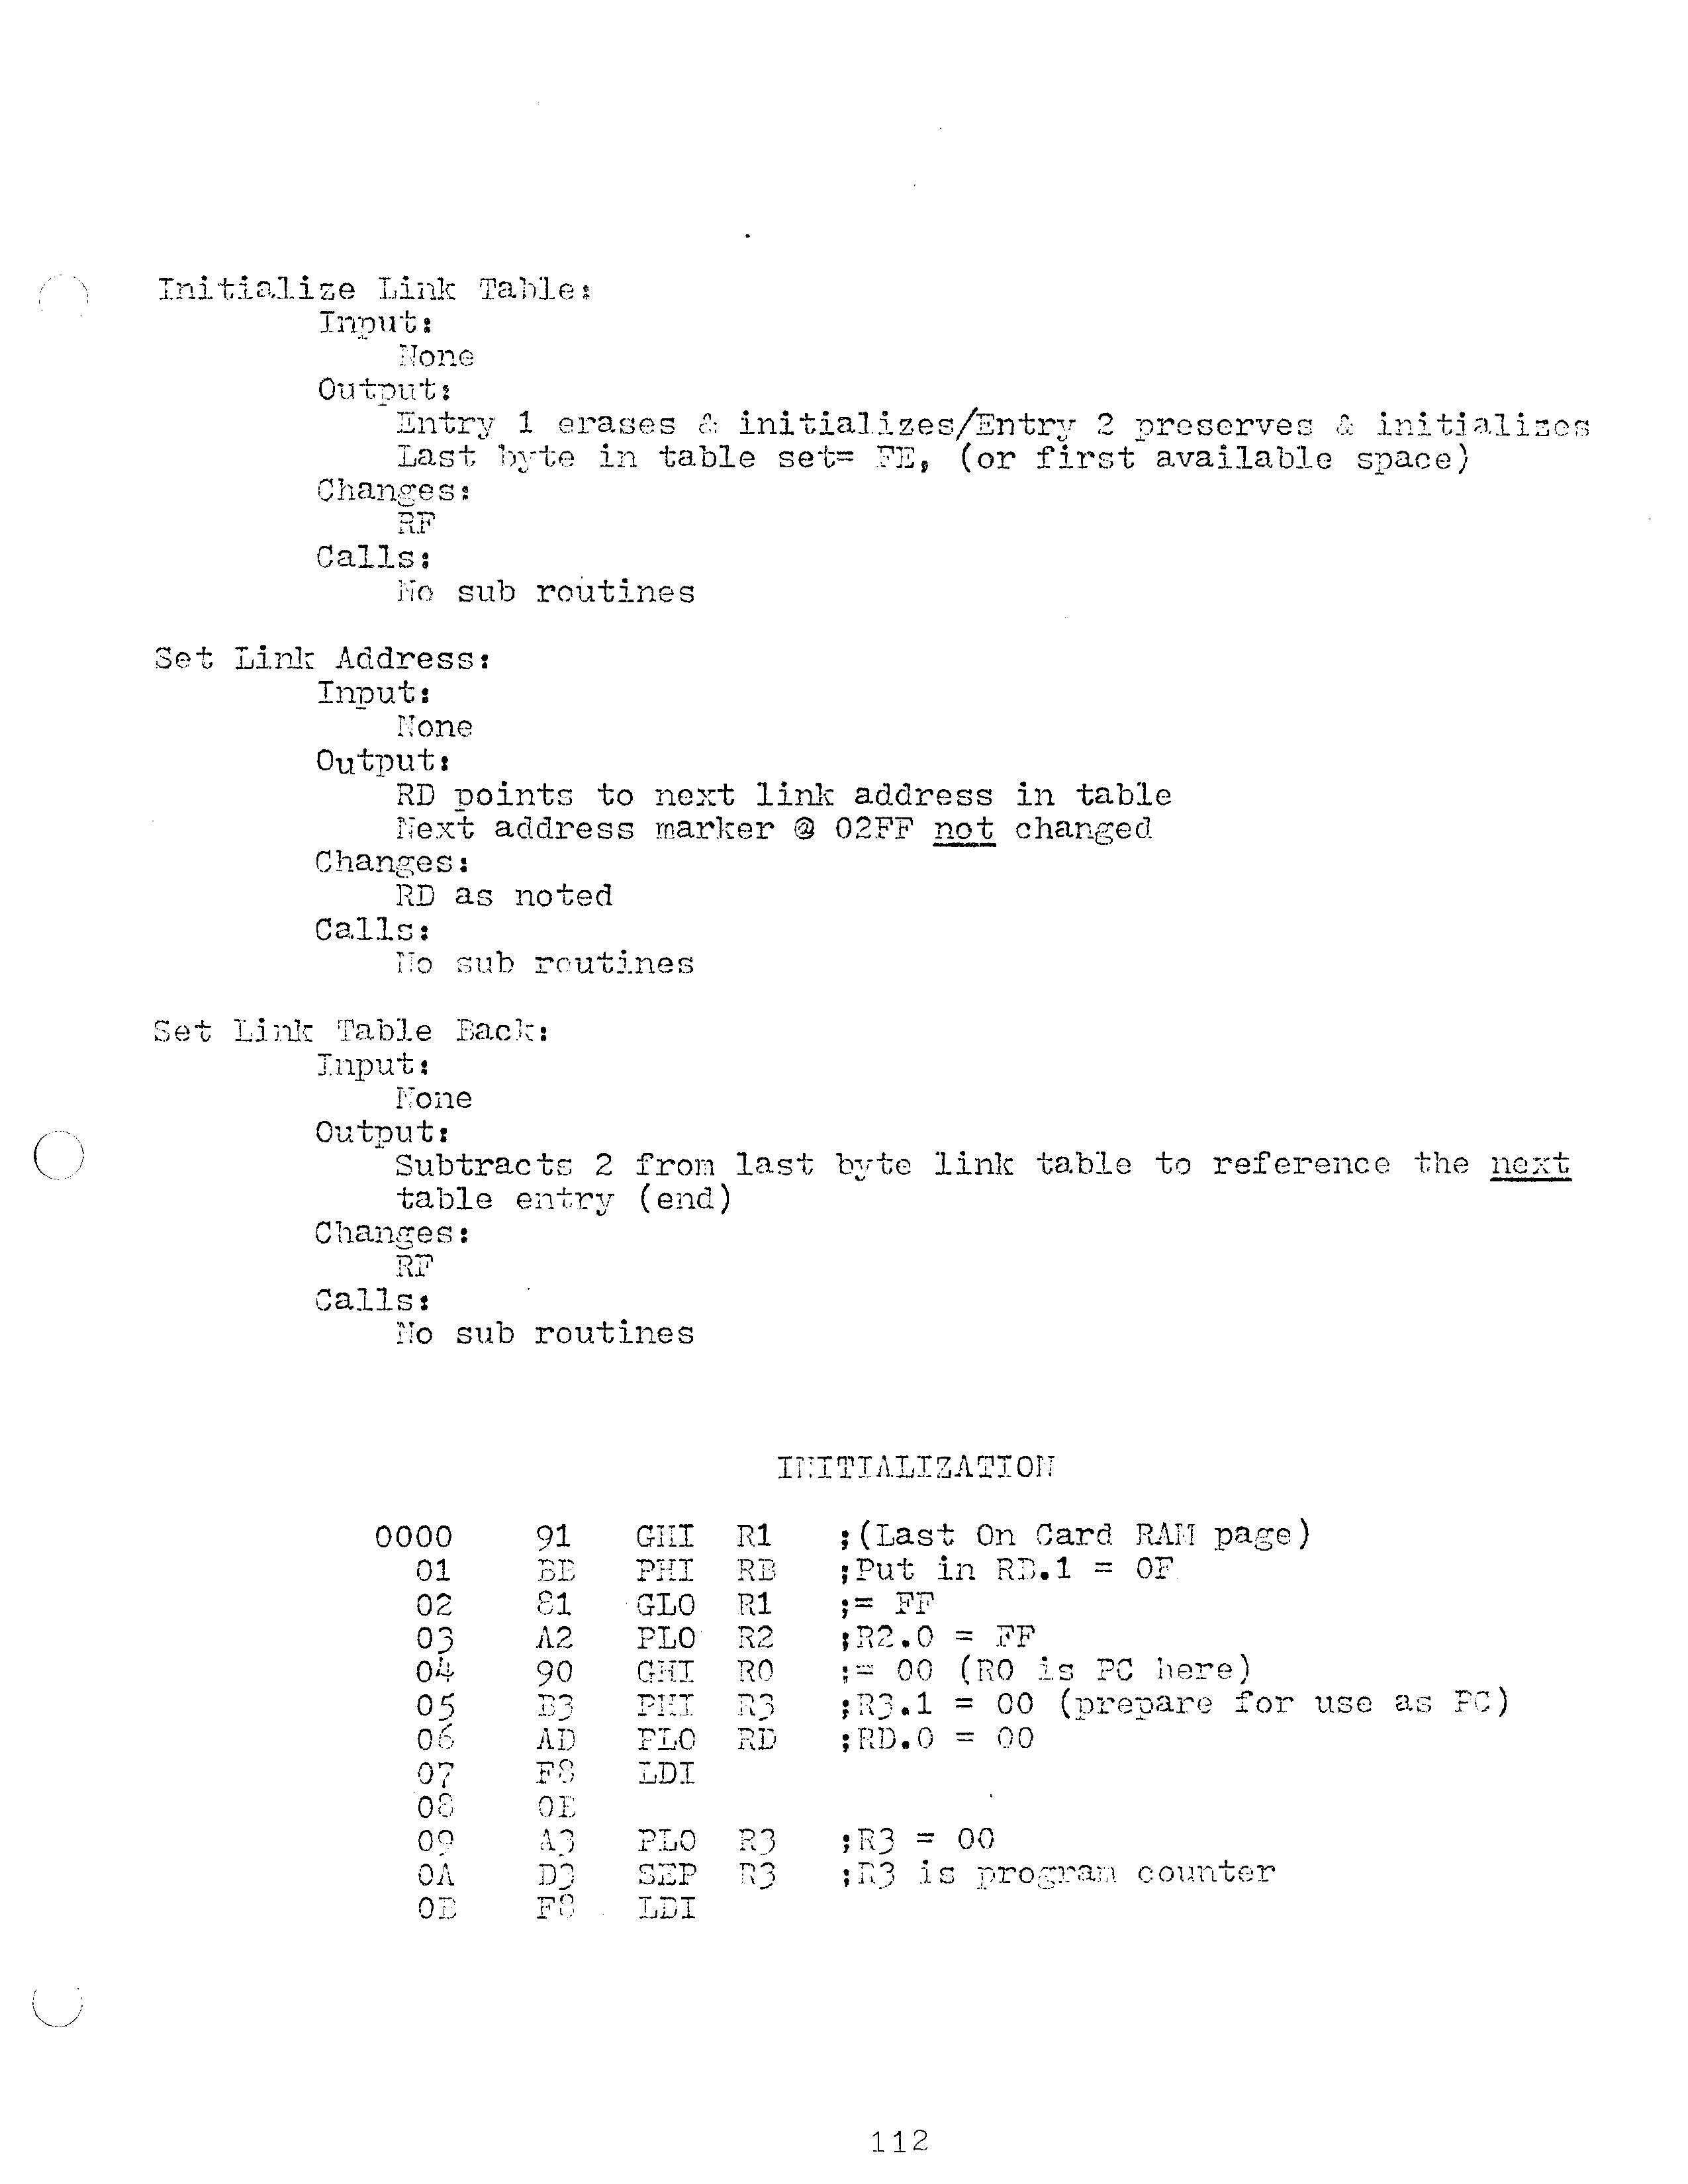 Initialize Link Table:
Input:
None
Output:
Entry 1 erases & initializes/Entry 2 preserves & initializes
Last byte in table set= FE, (or first available space)
Changes:
RF
Calls:
No sub routines
Set Link Address:
Input:
None
Output:
RD points to next link address in table
Next address marker @ 02FF not changed
Changes:
RD as noted
Calls:
No sub routines
Set Link Table Back:
Input:
None
Output:
Subtracts 2 from last byte link table to reference the next
table entry (end)
Changes:
RF
Calls:
No sub routines
INITIALIZATION
0000 91 GHI R1 ;(Last On Card RAM page)
01 BB PHI RB ;Put in RB.1 = 0F
02 81 GLO R1 ;= FF
03 A2 PLO R2 ;R2.0 = FF
04 90 GHI R0 ;= 00 (R0 is PC here)
05 B3 PHI R3 ;R3.1 = 00 (prepare for use as PC)
06 AD PLO RD ;RD.0 = 00
07 F8 LDI
08 0E
09 A3 PLO R3 ;R3 = 00
0A D3 SEP R3 ;R3 is program counter
0B F8 LDI
112